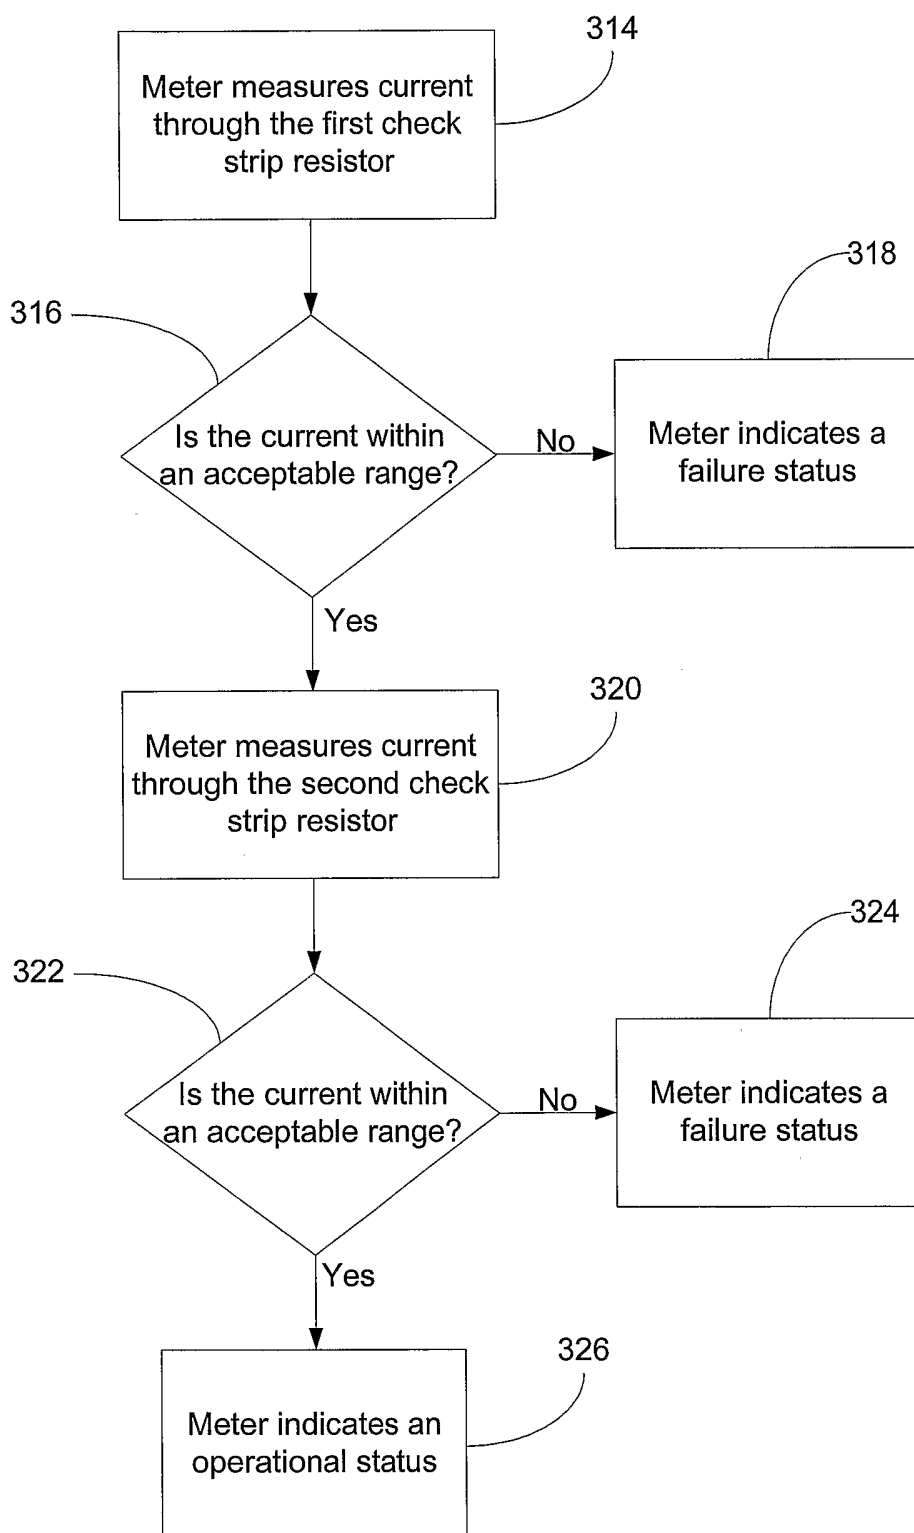 314
Meter measures current
through the first check
strip resistor
318
316
Is the current within
an acceptable range?
No
Meter indicates a
failure status
Yes
320
Meter measures current
through the second check
strip resistor
324
322
Is the current within
an acceptable range?
No
Meter indicates a
failure status
Yes
326
Meter indicates an
operational status